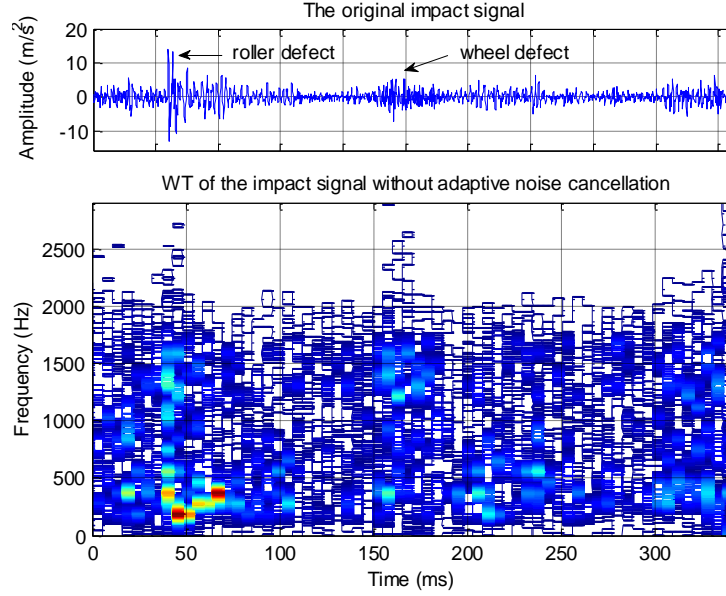 The original impact signal
Amplitude (m/s²)
20
10
0
-10
roller defect
wheel defect
WT of the impact signal without adaptive noise cancellation
Frequency (Hz)
2500
2000
1500
1000
500
0
0 50 100 150 200 250 300
Time (ms)